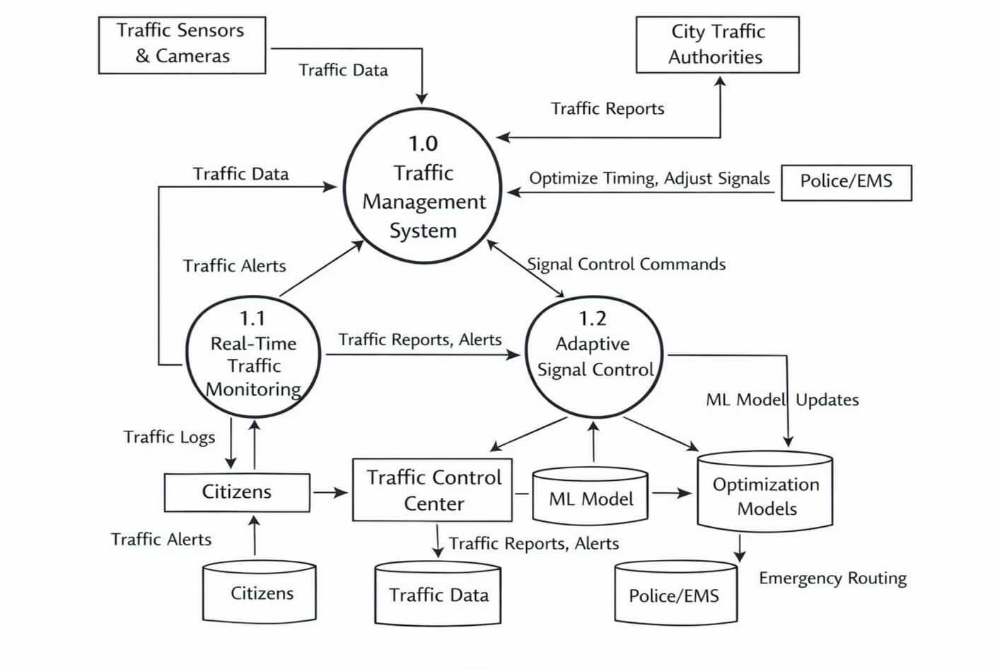 Traffic Sensors
& Cameras
City Traffic
Authorities
Traffic Data
Traffic Reports
1.0
Traffic
Management
System
Traffic Data
Optimize Timing, Adjust Signals
Police/EMS
Traffic Alerts
Signal Control Commands
1.1
Real-Time
Traffic
Monitoring
Traffic Reports, Alerts
1.2
Adaptive
Signal Control
ML Model Updates
Traffic Logs
Citizens
Traffic Control
Center
ML Model
Optimization
Models
Traffic Alerts
Traffic Reports, Alerts
Citizens
Traffic Data
Police/EMS
Emergency Routing